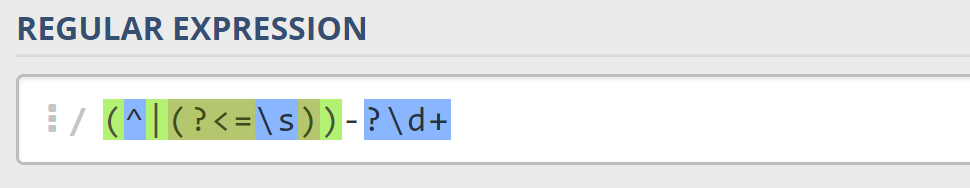 REGULAR EXPRESSION
/ (^|(?<=\s))-?\d+